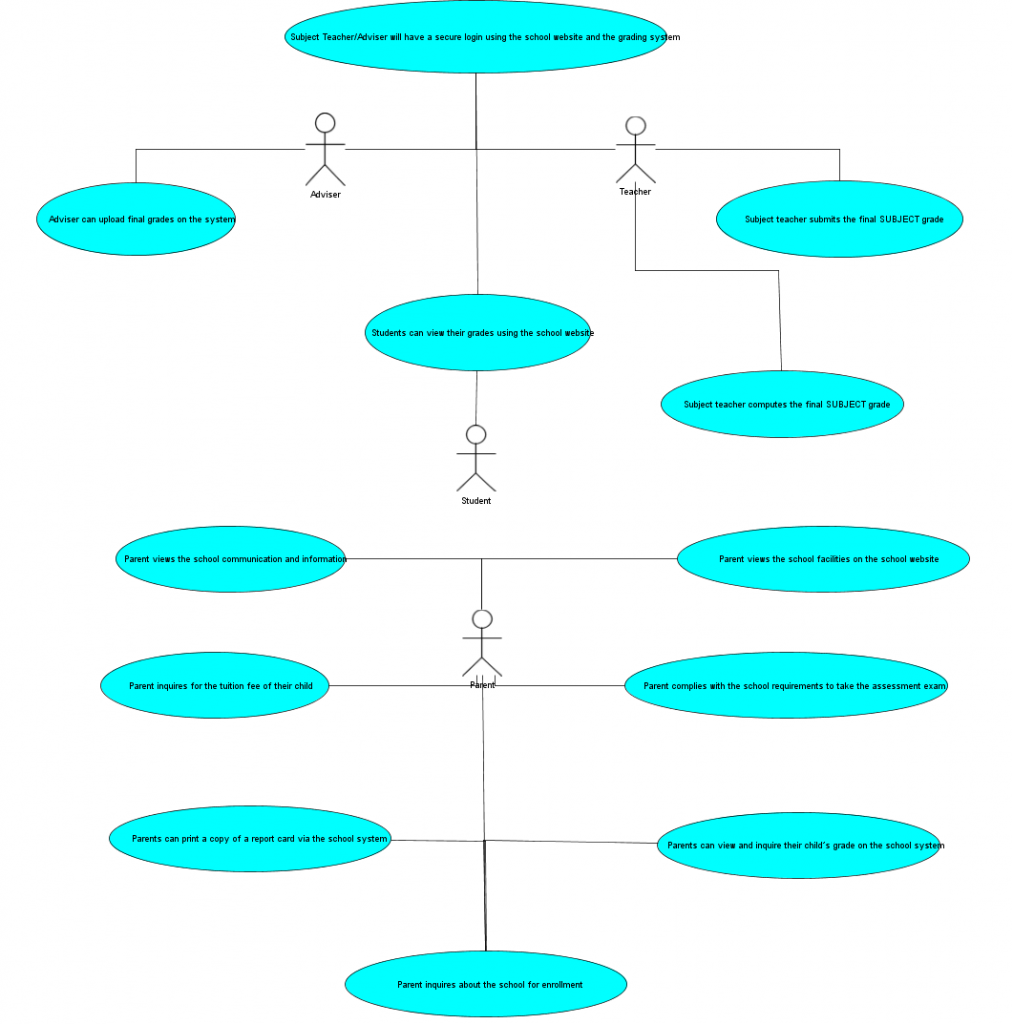 Subject Teacher/Adviser will have a secure login using the school website and the grading system
Adviser
Teacher
Adviser can upload final grades on the system
Subject teacher submits the final SUBJECT grade
Students can view their grades using the school website
Subject teacher computes the final SUBJECT grade
Student
Parent views the school communication and information
Parent views the school facilities on the school website
Parent inquires for the tuition fee of their child
Parent
Parent complies with the school requirements to take the assessment exam
Parents can print a copy of a report card via the school system
Parents can view and inquire their child's grade on the school system
Parent inquires about the school for enrollment